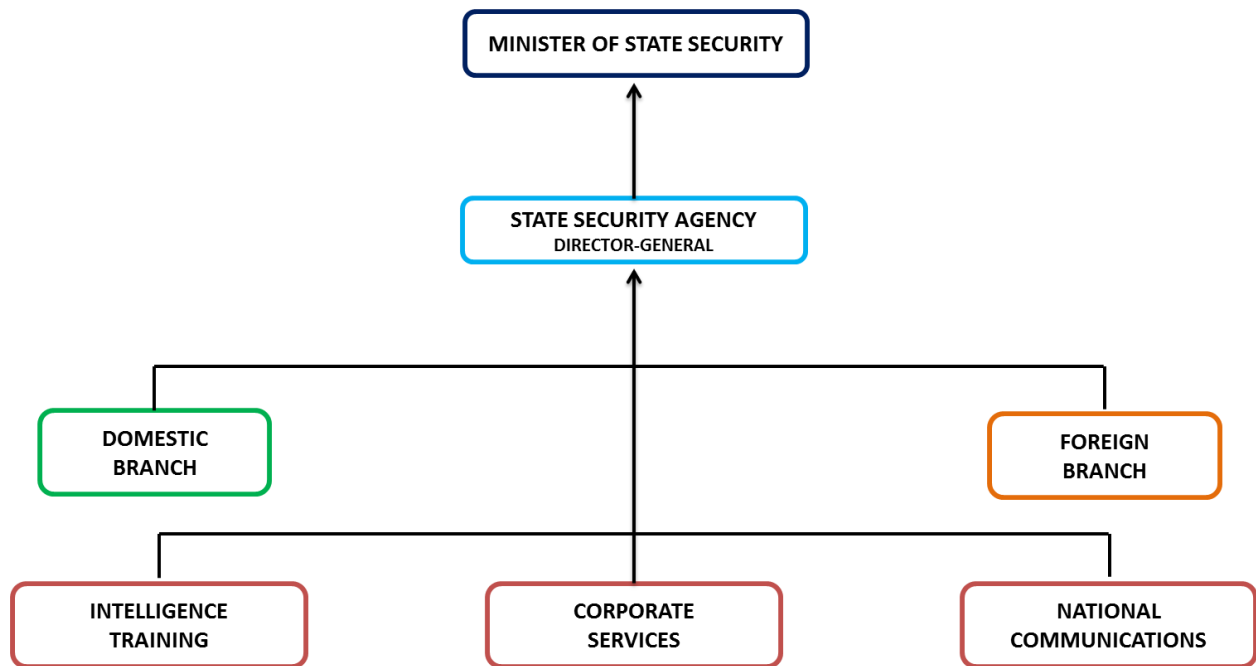 MINISTER OF STATE SECURITY
STATE SECURITY AGENCY
DIRECTOR-GENERAL
DOMESTIC
BRANCH
FOREIGN
BRANCH
INTELLIGENCE
TRAINING
CORPORATE
SERVICES
NATIONAL
COMMUNICATIONS